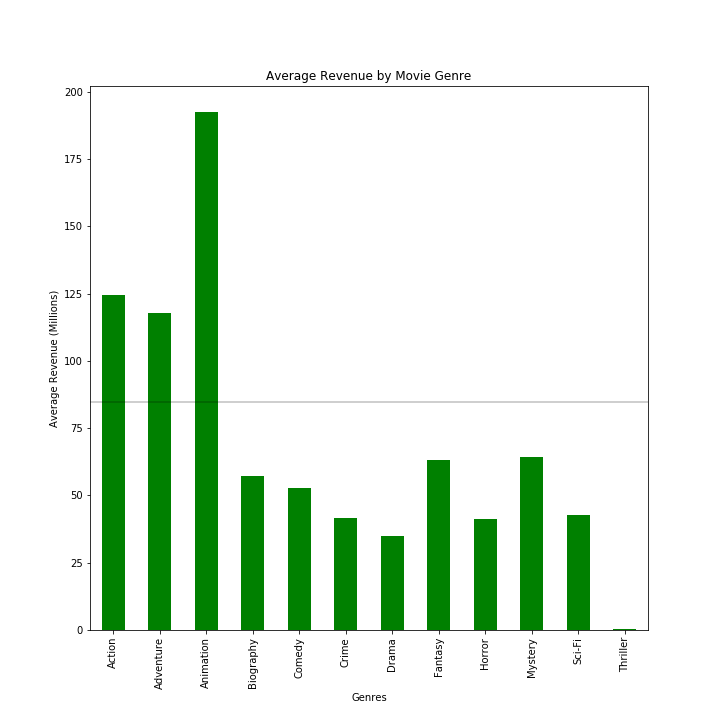 Average Revenue by Movie Genre
200
175
150
125
100
75
50
25
0
Average Revenue (Millions)
Action
Adventure
Animation
Biography
Comedy
Crime
Drama
Fantasy
Horror
Mystery
Sci-Fi
Thriller
Genres